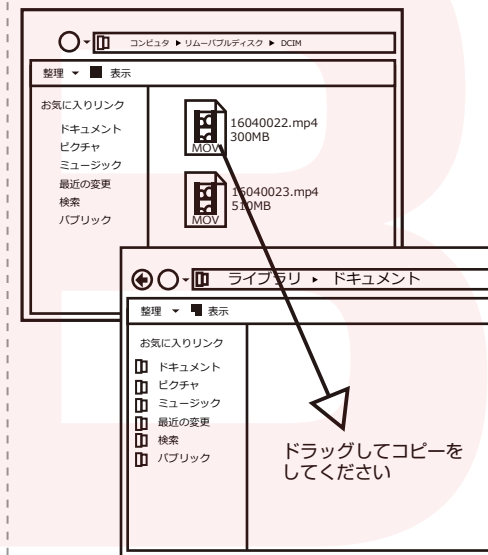 コンピュタ ▶ リムーバブルディスク ▶ DCIM
整理 ▼ ■ 表示
お気に入りリンク
ドキュメント
ピクチャ
ミュージック
最近の変更
検索
パブリック
16040022.mp4
300MB
MOV
16040023.mp4
510MB
MOV
ライブラリ ▸ ドキュメント
整理 ▼ ■ 表示
お気に入りリンク
ドキュメント
ピクチャ
ミュージック
最近の変更
検索
パブリック
ドラッグしてコピーを
してください